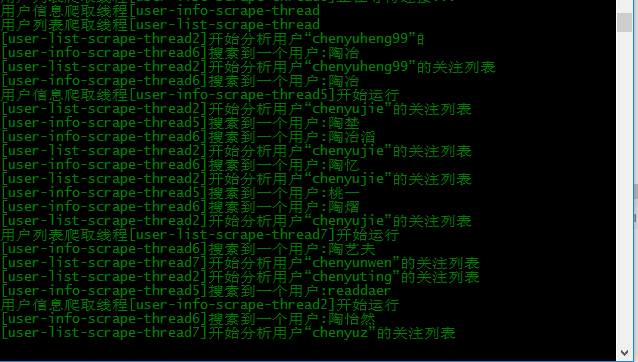 用户信息爬取线程[user-info-scrape-thread
用户列表爬取线程[user-list-scrape-thread
[user-list-scrape-thread2]开始分析用户“chenyuheng99”的
[user-info-scrape-thread6]搜索到一个用户:陶冶
[user-list-scrape-thread2]开始分析用户“chenyuheng99”的关注列表
[user-info-scrape-thread6]搜索到一个用户:陶冶
用户信息爬取线程[user-info-scrape-thread5]开始运行
[user-list-scrape-thread2]开始分析用户“chenyujie”的关注列表
[user-info-scrape-thread5]搜索到一个用户:陶堃
[user-info-scrape-thread6]搜索到一个用户:陶冶滔
[user-list-scrape-thread2]开始分析用户“chenyujie”的关注列表
[user-info-scrape-thread6]搜索到一个用户:陶忆
[user-list-scrape-thread2]开始分析用户“chenyujie”的关注列表
[user-info-scrape-thread5]搜索到一个用户:桃一
[user-info-scrape-thread6]搜索到一个用户:陶熠
[user-list-scrape-thread2]开始分析用户“chenyujie”的关注列表
用户列表爬取线程[user-list-scrape-thread7]开始运行
[user-info-scrape-thread6]搜索到一个用户:陶艺夫
[user-list-scrape-thread7]开始分析用户“chenyunwen”的关注列表
[user-list-scrape-thread2]开始分析用户“chenyuting”的关注列表
[user-info-scrape-thread5]搜索到一个用户:readdaer
用户信息爬取线程[user-info-scrape-thread2]开始运行
[user-info-scrape-thread6]搜索到一个用户:陶怡然
[user-list-scrape-thread7]开始分析用户“chenyuz”的关注列表